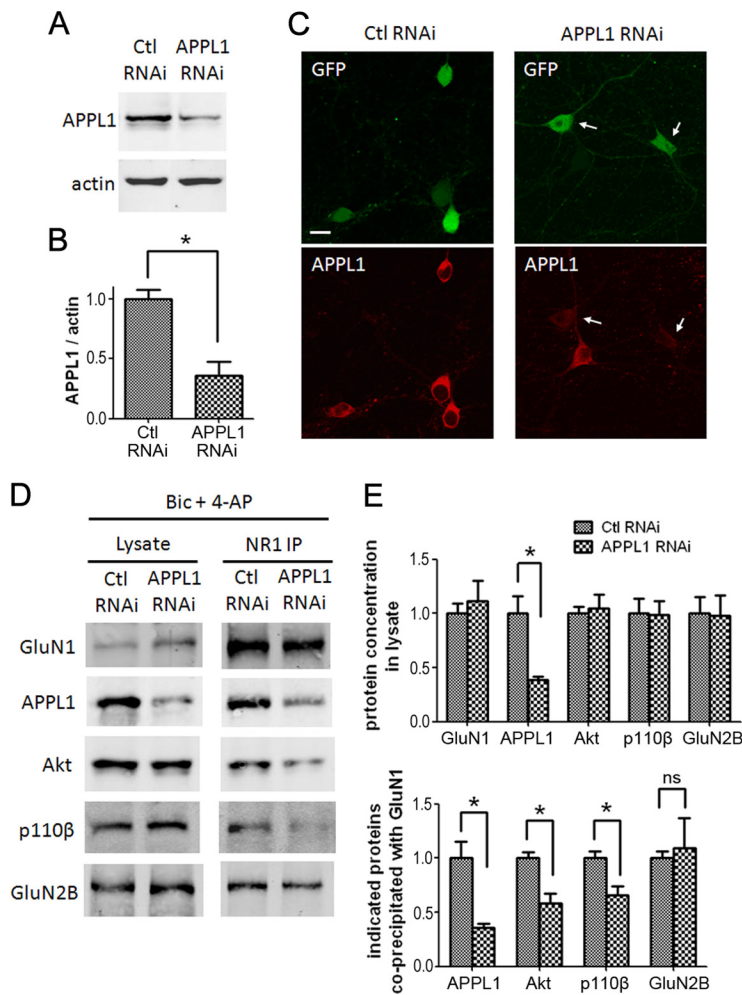 A
Ctl APPL1
RNAi RNAi
APPL1
actin
B
*
APPL1 / actin
1.0
0.5
0.0
Ctl APPL1
RNAi RNAi
C
Ctl RNAi APPL1 RNAi
GFP GFP
APPL1 APPL1
D
Bic + 4-AP
Lysate NR1 IP
Ctl APPL1 Ctl APPL1
RNAi RNAi RNAi RNAi
GluN1
APPL1
Akt
p110β
GluN2B
E
Ctl RNAi
APPL1 RNAi
prtotein concentration
in lysate
1.5
1.0
0.5
0.0
*
GluN1 APPL1 Akt p110β GluN2B
indicated proteins
co-precipitated with GluN1
1.5
1.0
0.5
0.0
* * * ns
APPL1 Akt p110β GluN2B